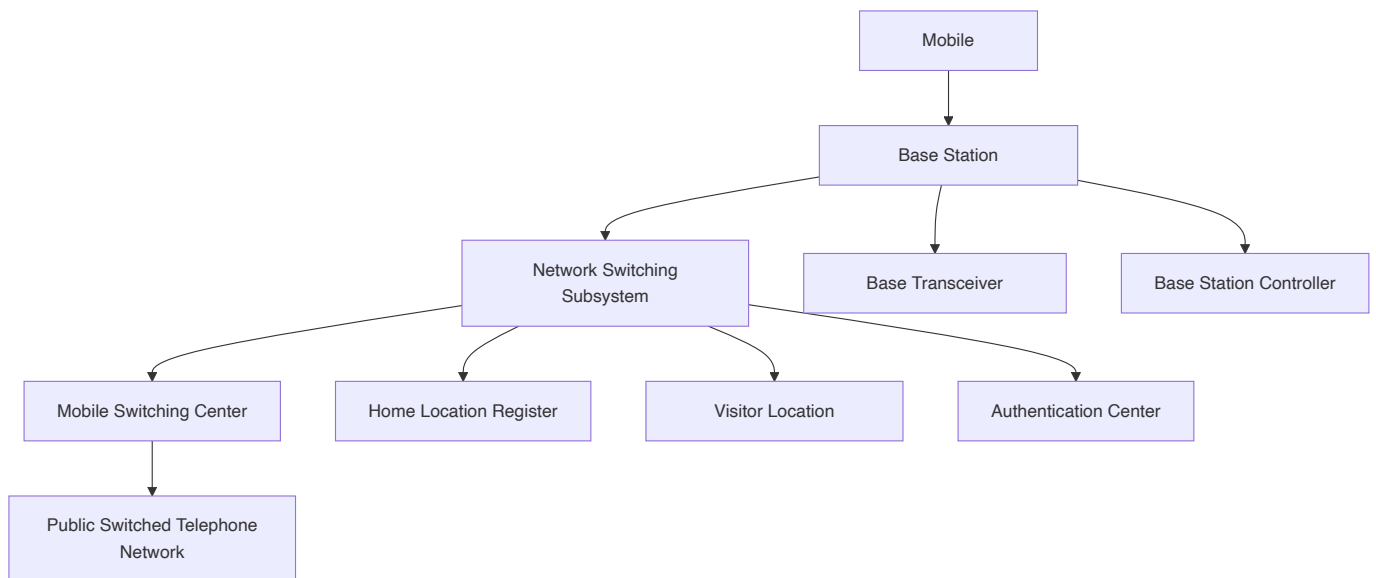 Mobile
Base Station
Network Switching
Subsystem
Base Transceiver
Base Station Controller
Mobile Switching Center
Home Location Register
Visitor Location
Authentication Center
Public Switched Telephone
Network